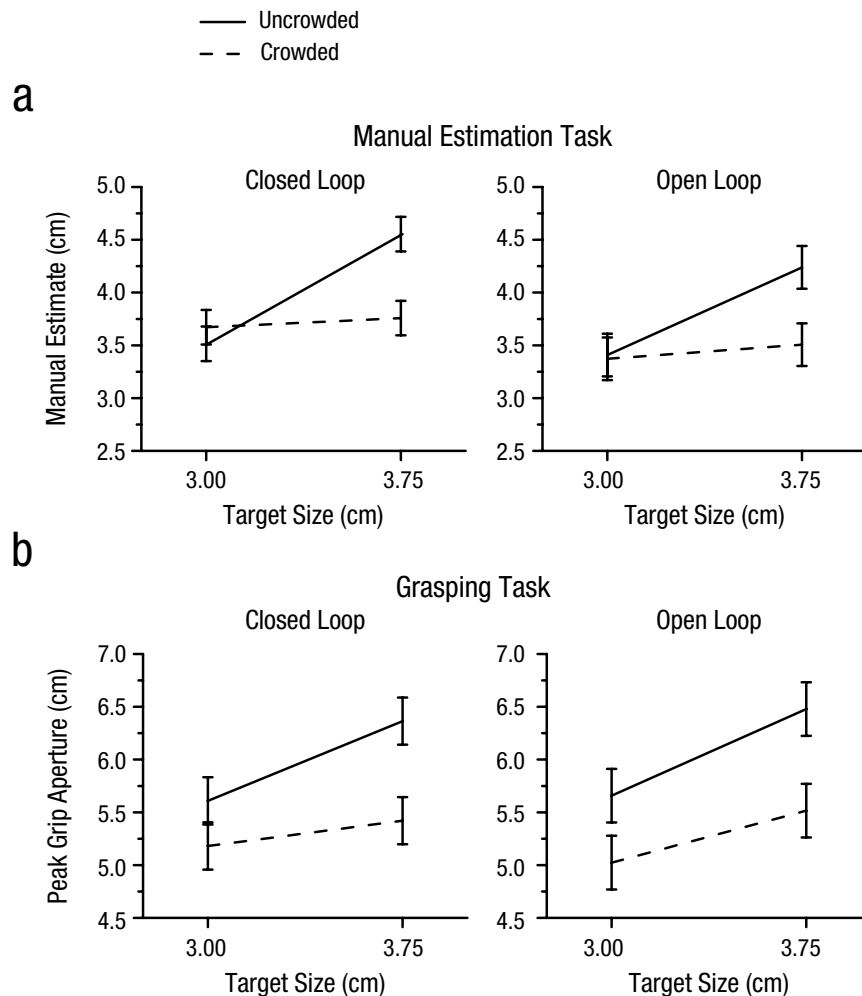 Uncrowded
Crowded
a
Manual Estimation Task
Closed Loop
Open Loop
Manual Estimate (cm)
5.0
4.5
4.0
3.5
3.0
2.5
3.00
3.75
Target Size (cm)
5.0
4.5
4.0
3.5
3.0
2.5
3.00
3.75
Target Size (cm)
b
Grasping Task
Closed Loop
Open Loop
Peak Grip Aperture (cm)
7.0
6.5
6.0
5.5
5.0
4.5
3.00
3.75
Target Size (cm)
7.0
6.5
6.0
5.5
5.0
4.5
3.00
3.75
Target Size (cm)